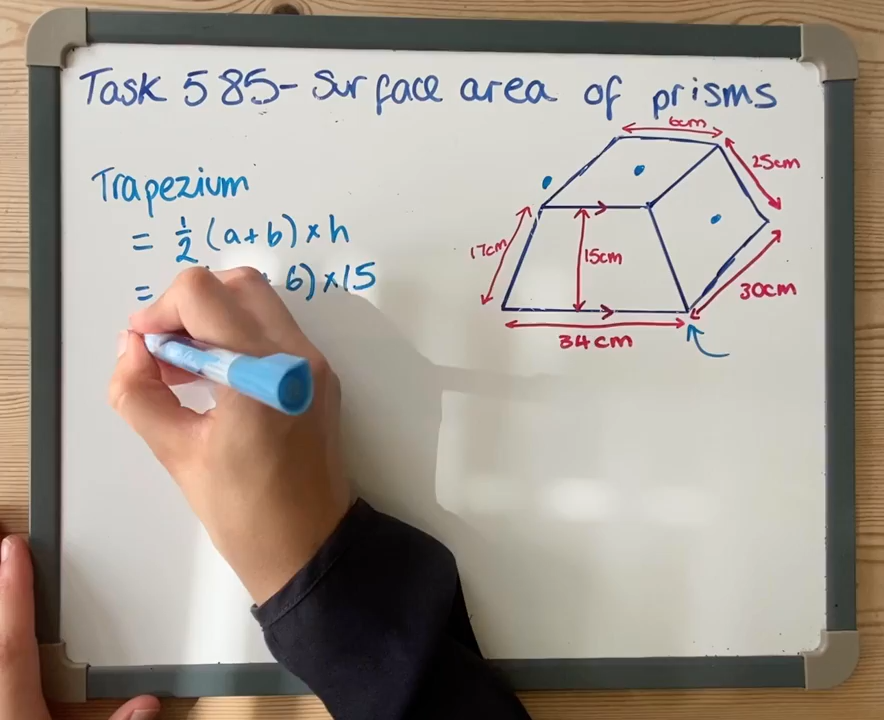 Task 585- Surface area of prisms
6cm
25cm
Trapezium
= ½ (a+b)×h
17cm
15cm
= 6)×15
30cm
34cm